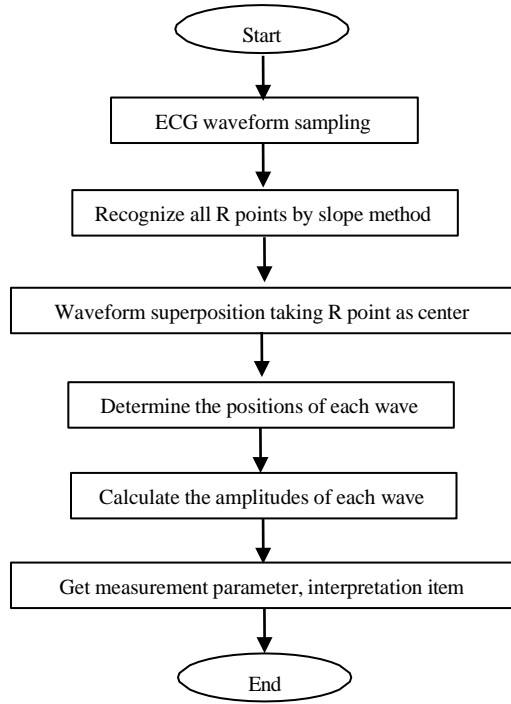 Start
ECG waveform sampling
Recognize all R points by slope method
Waveform superposition taking R point as center
Determine the positions of each wave
Calculate the amplitudes of each wave
Get measurement parameter, interpretation item
End